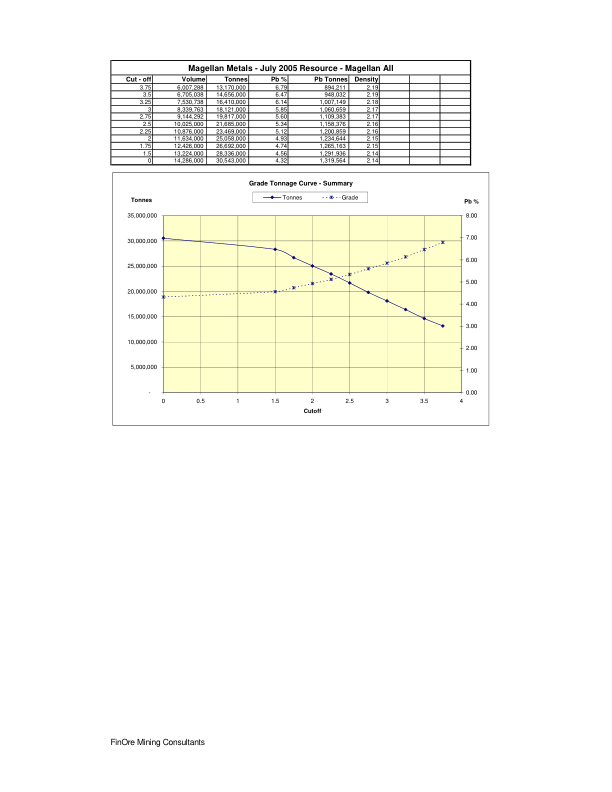 Magellan Metals - July 2005 Resource - Magellan All
Cut - off Volume Tonnes Pb % Pb Tonnes Density
3.75 6,007,288 13,170,000 6.79 894,211 2.19
3.5 6,705,038 14,656,000 6.47 948,032 2.19
3.25 7,530,738 16,410,000 6.14 1,007,149 2.18
3 8,339,763 18,121,000 5.85 1,060,659 2.17
2.75 9,144,292 19,817,000 5.60 1,109,383 2.17
2.5 10,025,000 21,685,000 5.34 1,158,376 2.16
2.25 10,876,000 23,469,000 5.12 1,200,859 2.16
2 11,634,000 25,058,000 4.93 1,234,644 2.15
1.75 12,426,000 26,692,000 4.74 1,265,163 2.15
1.5 13,224,000 28,336,000 4.56 1,291,936 2.14
0 14,286,000 30,543,000 4.32 1,319,564 2.14
Grade Tonnage Curve - Summary
Tonnes Grade
Tonnes Pb %
35,000,000 8.00
30,000,000 7.00
25,000,000 6.00
20,000,000 5.00
15,000,000 4.00
10,000,000 3.00
5,000,000 2.00
- 1.00
0.00
0 0.5 1 1.5 2 2.5 3 3.5 4
Cutoff
FinOre Mining Consultants